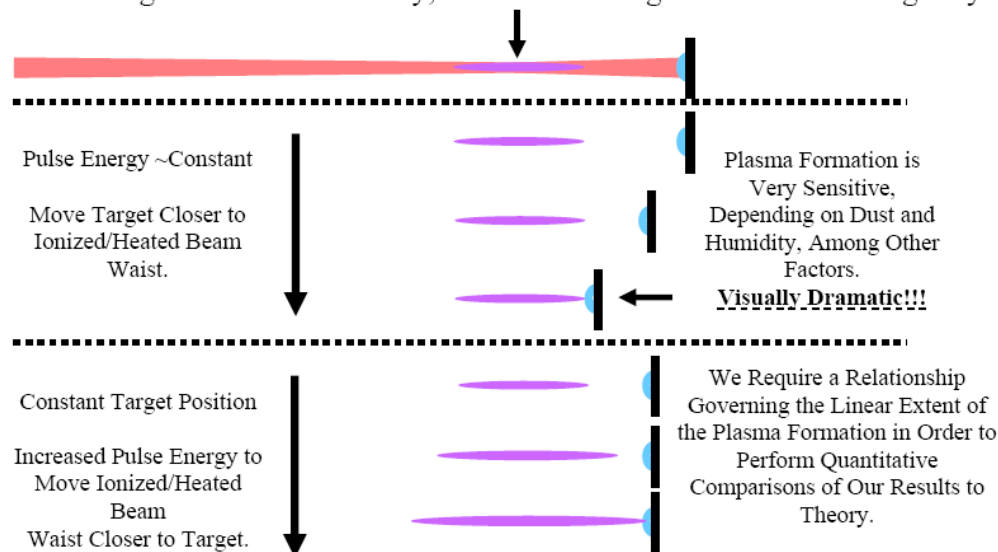 Pulse Energy ~Constant
Move Target Closer to
Ionized/Heated Beam
Waist.
Plasma Formation is
Very Sensitive,
Depending on Dust and
Humidity, Among Other
Factors.
Visually Dramatic!!!
Constant Target Position
Increased Pulse Energy to
Move Ionized/Heated
Beam
Waist Closer to Target.
We Require a Relationship
Governing the Linear Extent of
the Plasma Formation in Order to
Perform Quantitative
Comparisons of Our Results to
Theory.